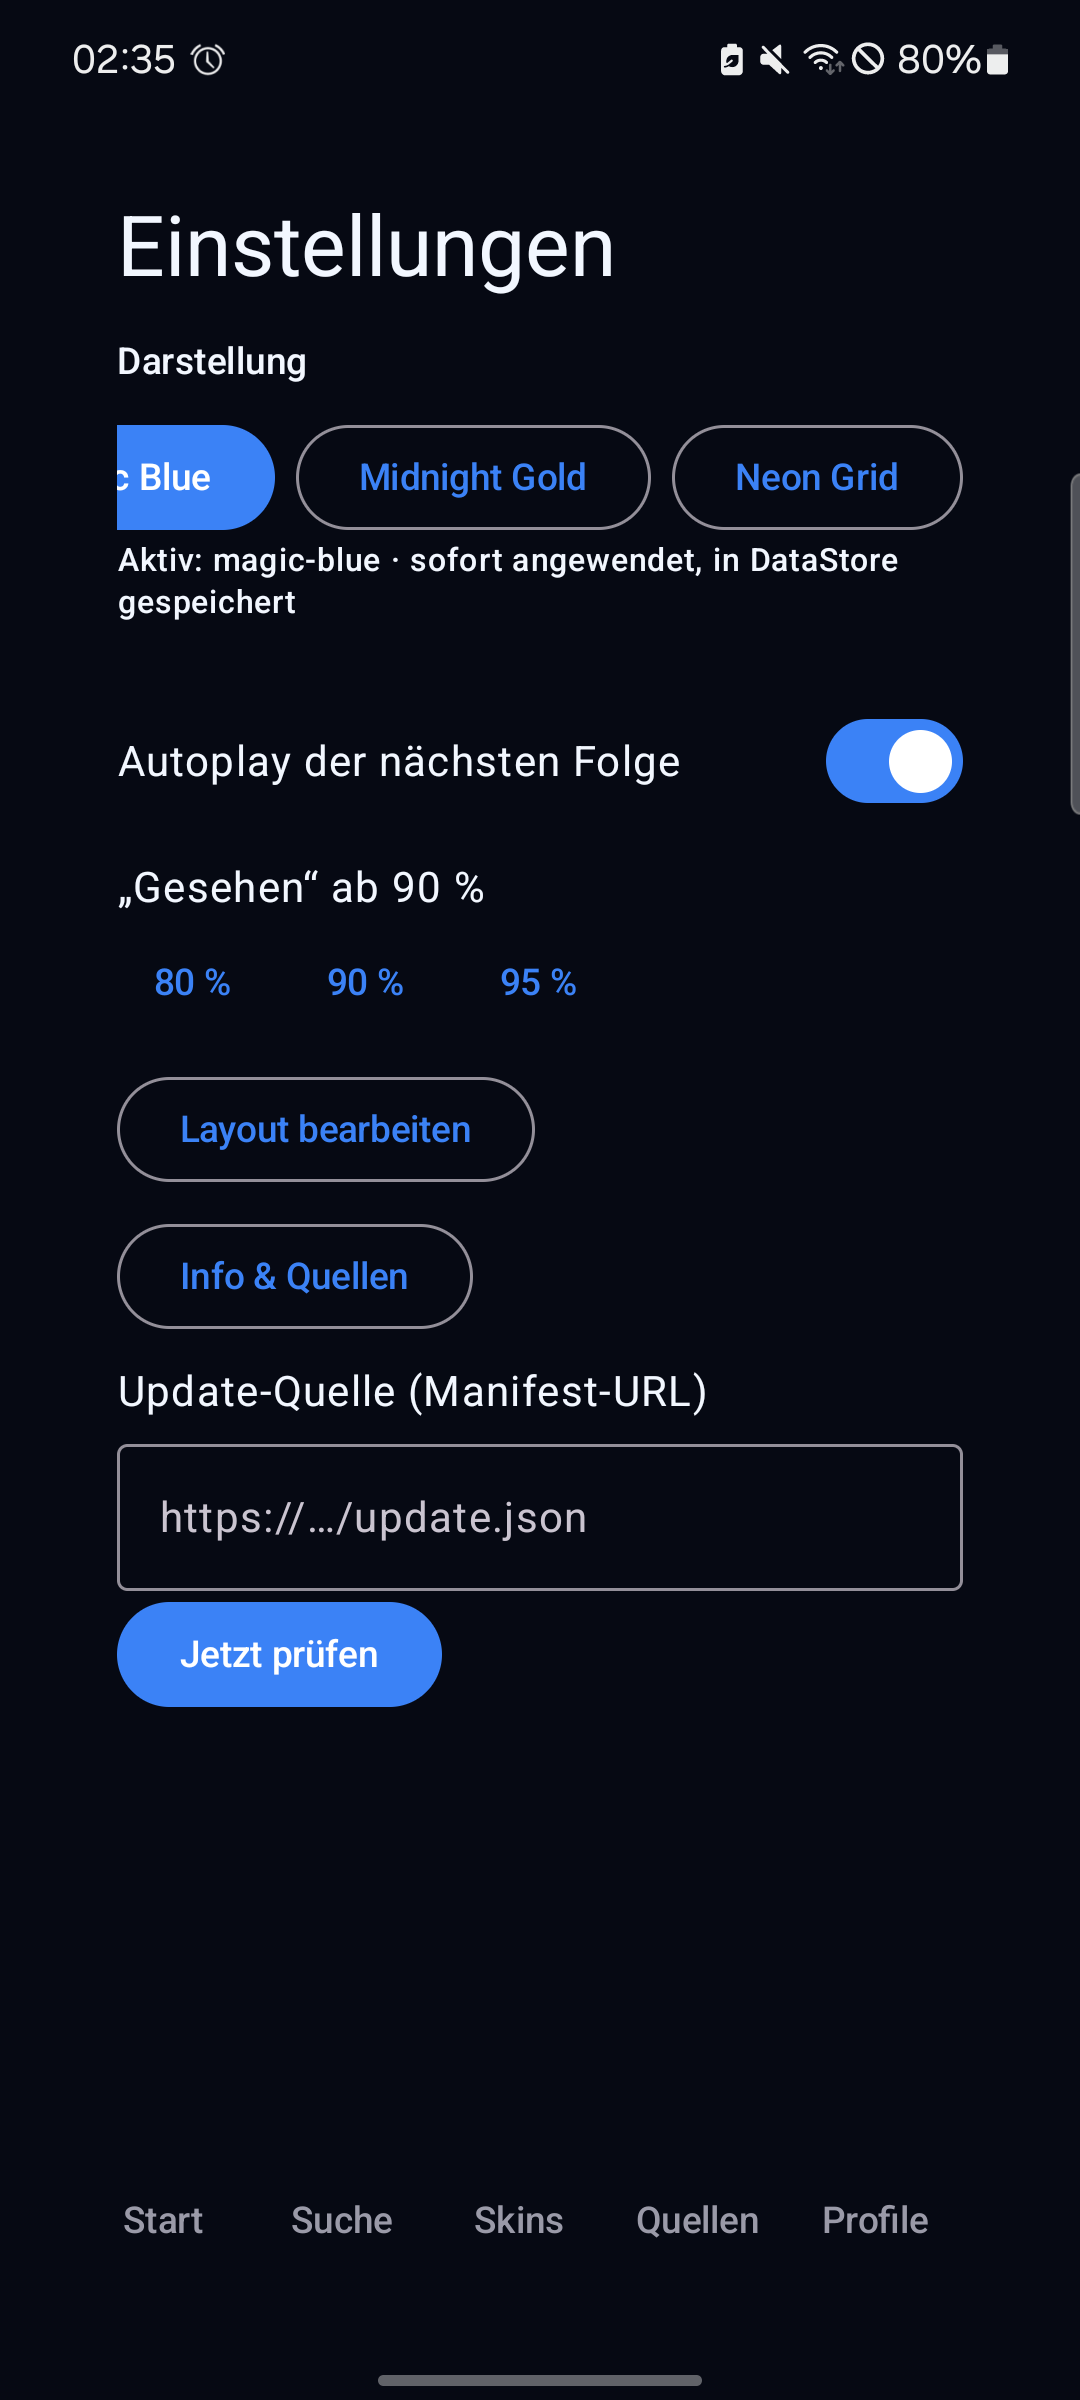 02:35
80%
Einstellungen
Darstellung
c Blue
Midnight Gold
Neon Grid
Aktiv: magic-blue · sofort angewendet, in DataStore
gespeichert
Autoplay der nächsten Folge
„Gesehen“ ab 90 %
80 %
90 %
95 %
Layout bearbeiten
Info & Quellen
Update-Quelle (Manifest-URL)
https://…/update.json
Jetzt prüfen
Start
Suche
Skins
Quellen
Profile